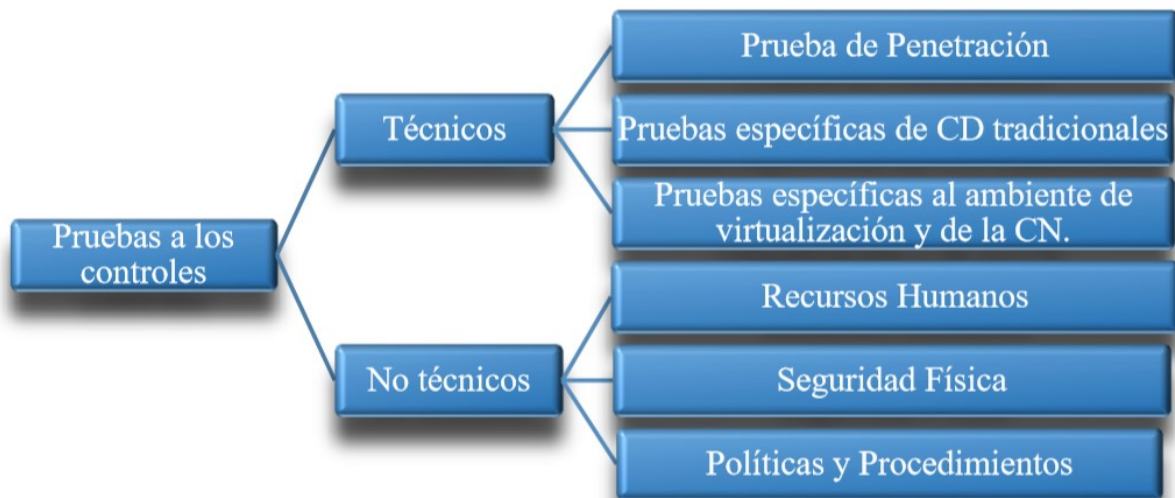 Pruebas a los
controles
Técnicos
Prueba de Penetración
Pruebas específicas de CD tradicionales
Pruebas específicas al ambiente de
virtualización y de la CN.
No técnicos
Recursos Humanos
Seguridad Física
Políticas y Procedimientos